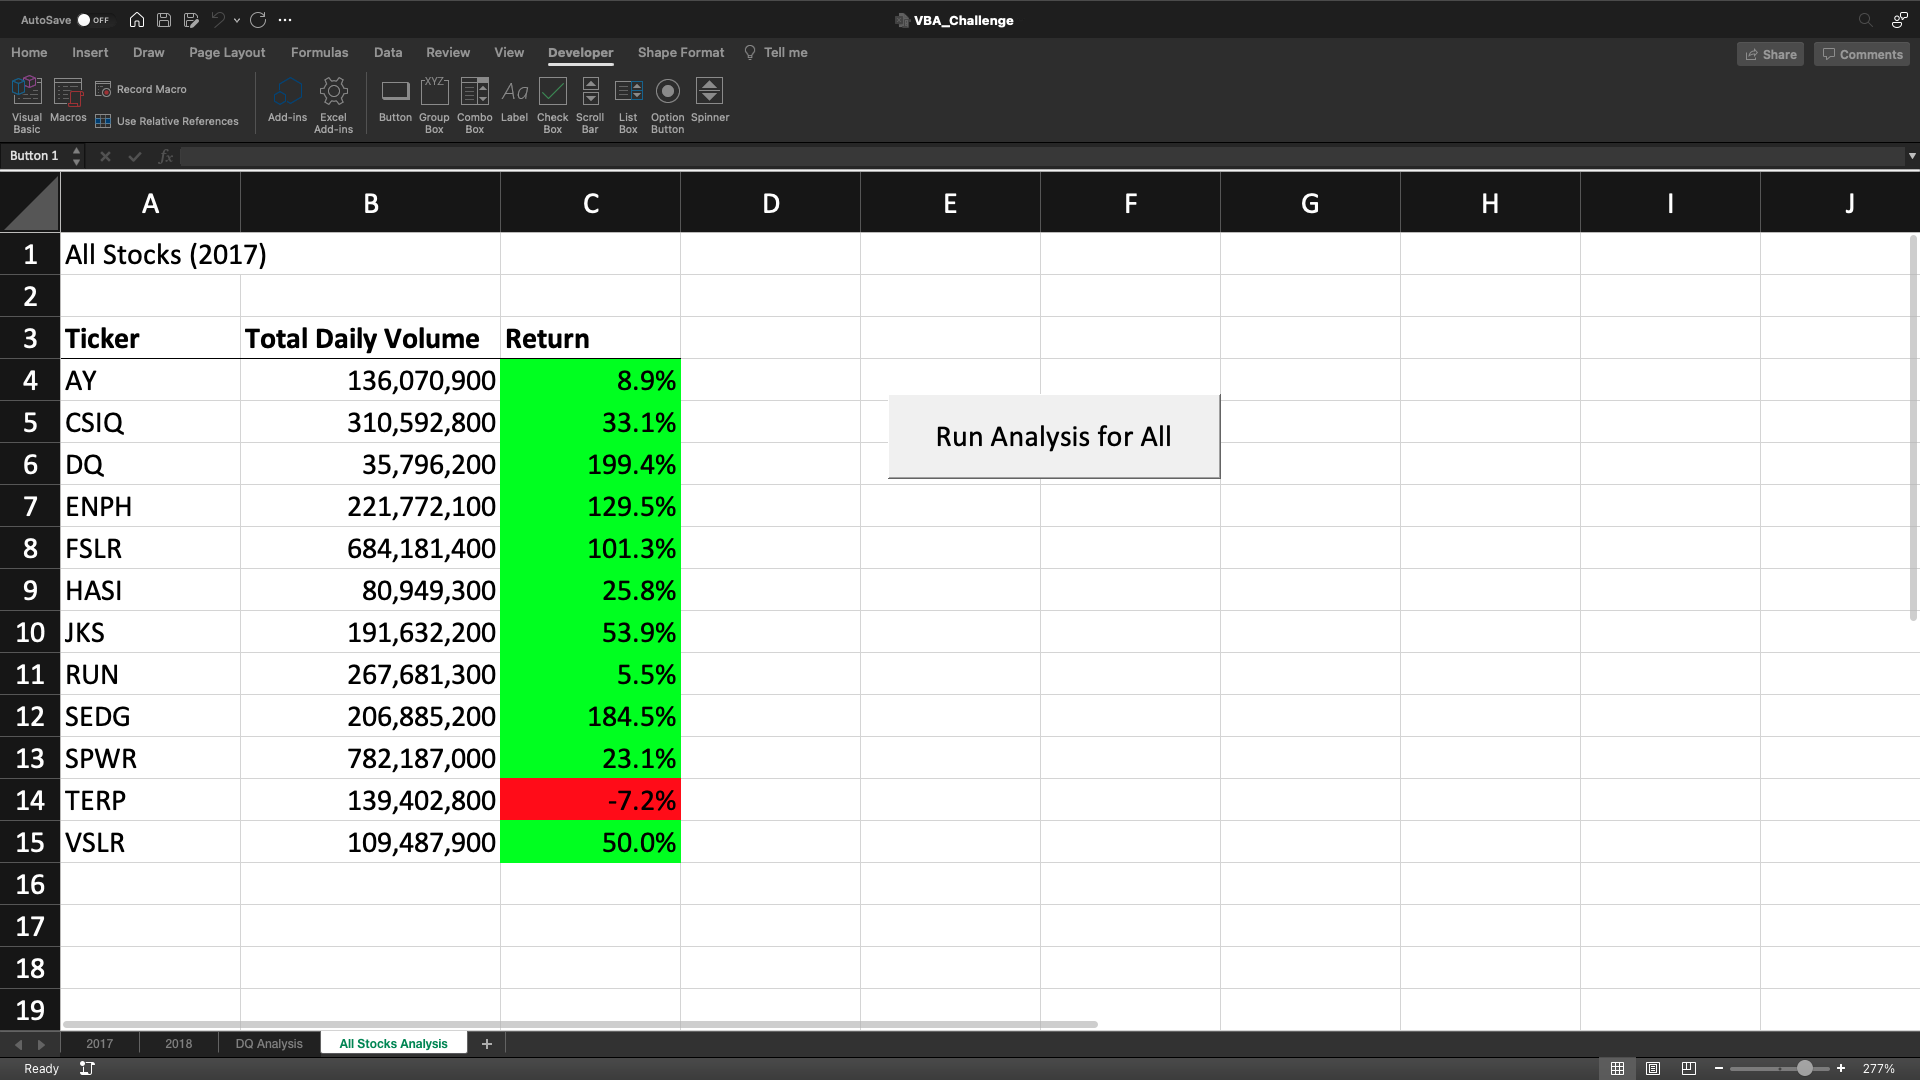 AutoSave OFF VBA_Challenge
Home Insert Draw Page Layout Formulas Data Review View Developer Shape Format Tell me Share Comments
Visual Basic Macros Record Macro Use Relative References Add-ins Excel Add-ins Button Group Box Combo Box Label Check Box Scroll Bar List Box Option Button Spinner
Button 1 fx
A B C D E F G H I J
1 All Stocks (2017)
2
3 Ticker Total Daily Volume Return
4 AY 136,070,900 8.9%
5 CSIQ 310,592,800 33.1%
6 DQ 35,796,200 199.4%
7 ENPH 221,772,100 129.5%
8 FSLR 684,181,400 101.3%
9 HASI 80,949,300 25.8%
10 JKS 191,632,200 53.9%
11 RUN 267,681,300 5.5%
12 SEDG 206,885,200 184.5%
13 SPWR 782,187,000 23.1%
14 TERP 139,402,800 -7.2%
15 VSLR 109,487,900 50.0%
16
17
18
19
Run Analysis for All
2017 2018 DQ Analysis All Stocks Analysis +
Ready 277%